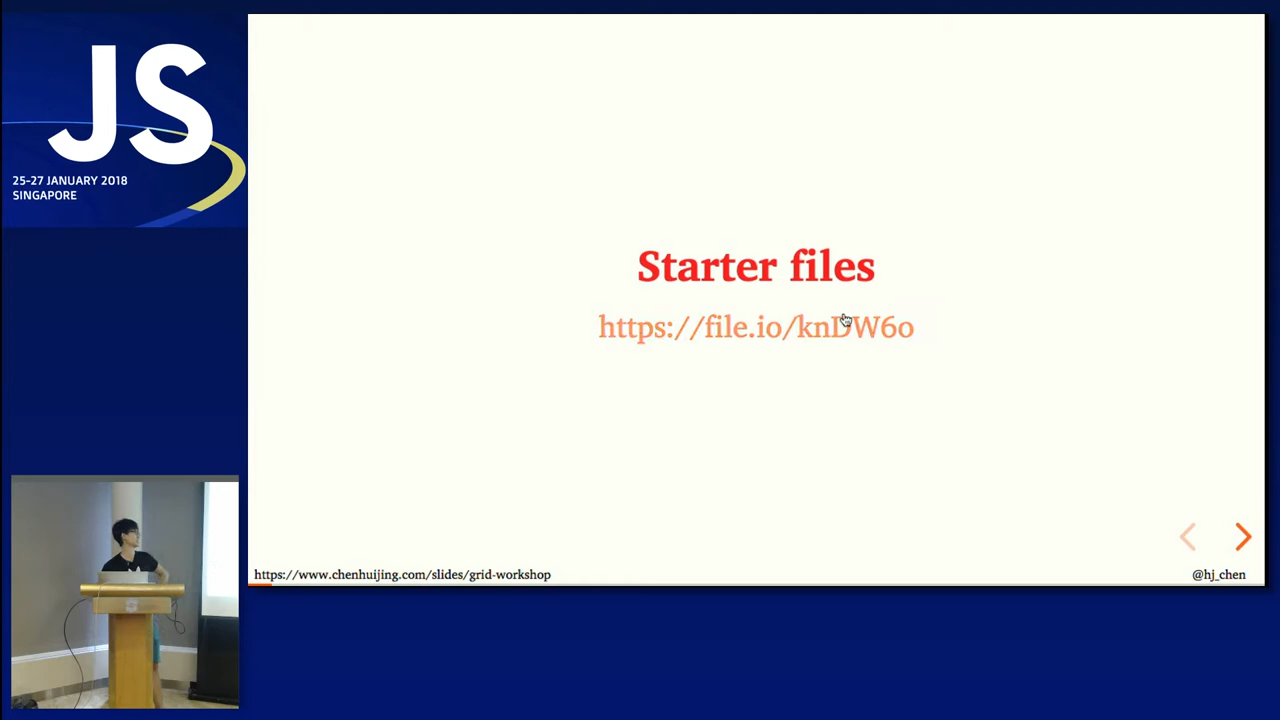 JS
25-27 JANUARY 2018
SINGAPORE
Starter files
https://file.io/knDW6o
https://www.chenhuijing.com/slides/grid-workshop
@hj_chen